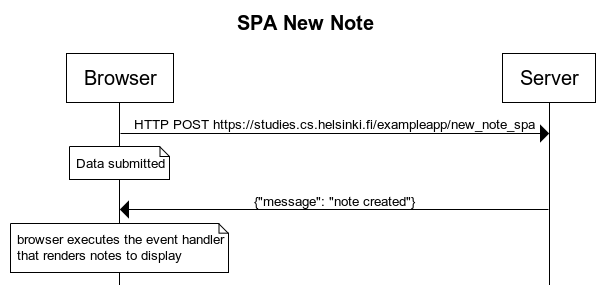 SPA New Note
Browser
Server
HTTP POST https://studies.cs.helsinki.fi/exampleapp/new_note_spa
Data submitted
{"message": "note created"}
browser executes the event handler
that renders notes to display